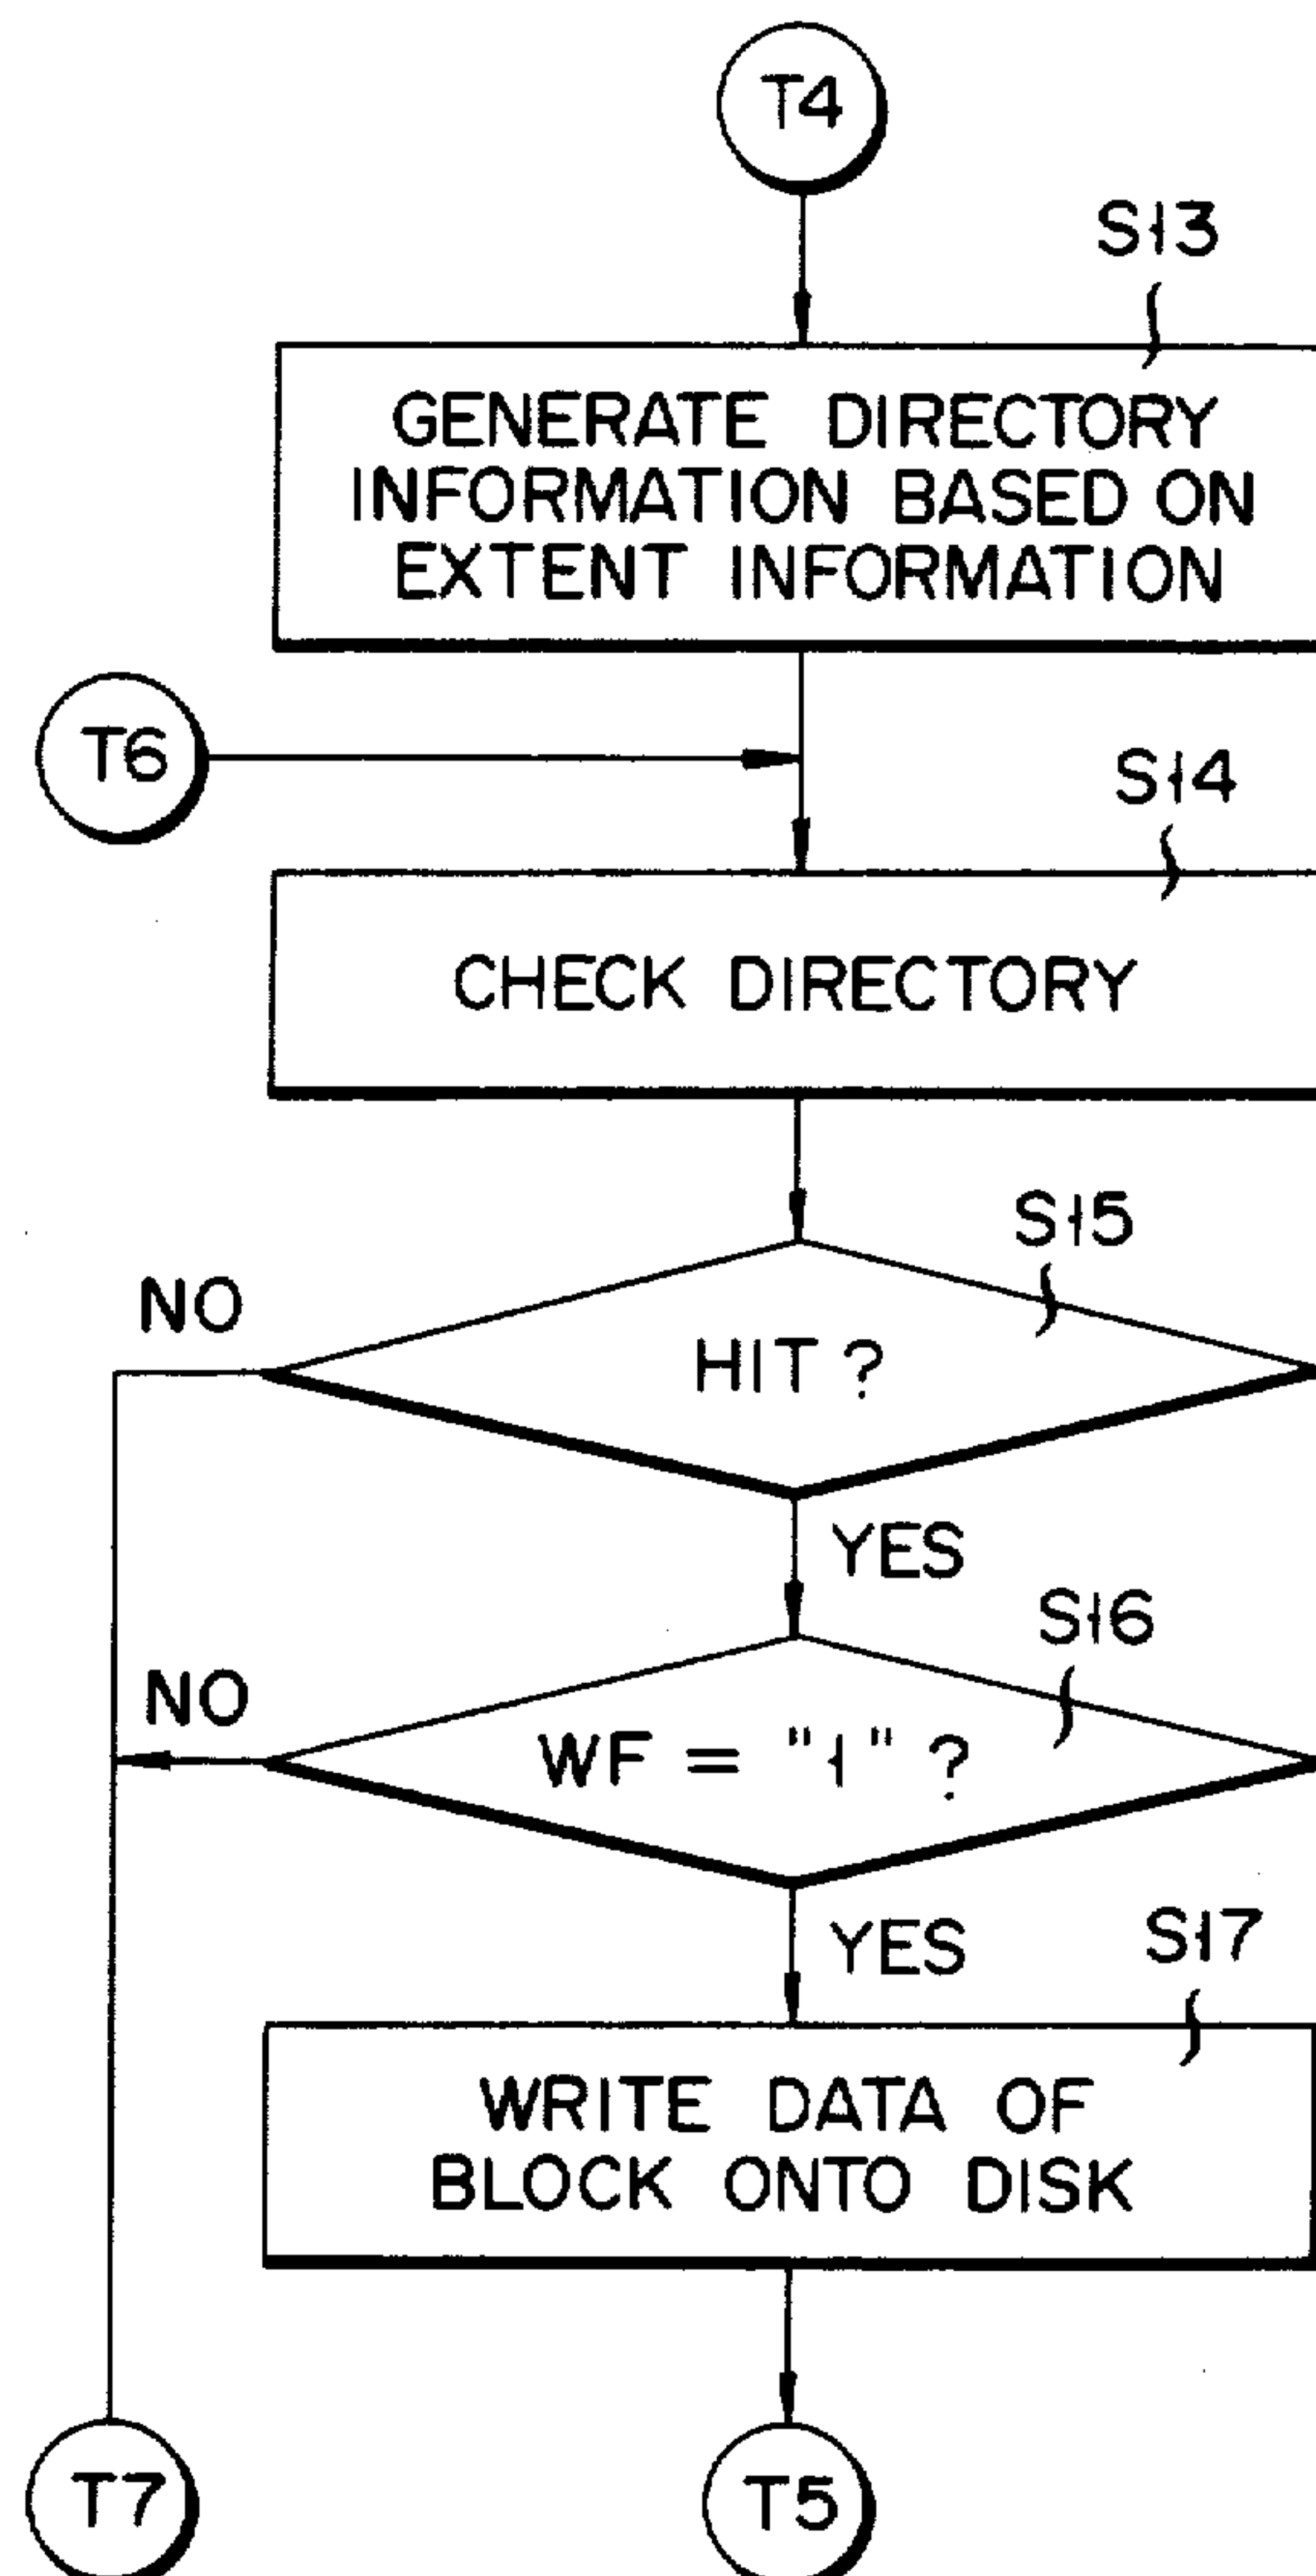 T4
S13
GENERATE DIRECTORY
INFORMATION BASED ON
EXTENT INFORMATION
T6
S14
CHECK DIRECTORY
S15
NO
HIT ?
YES
S16
NO
WF = "1" ?
YES
S17
WRITE DATA OF
BLOCK ONTO DISK
T7
T5